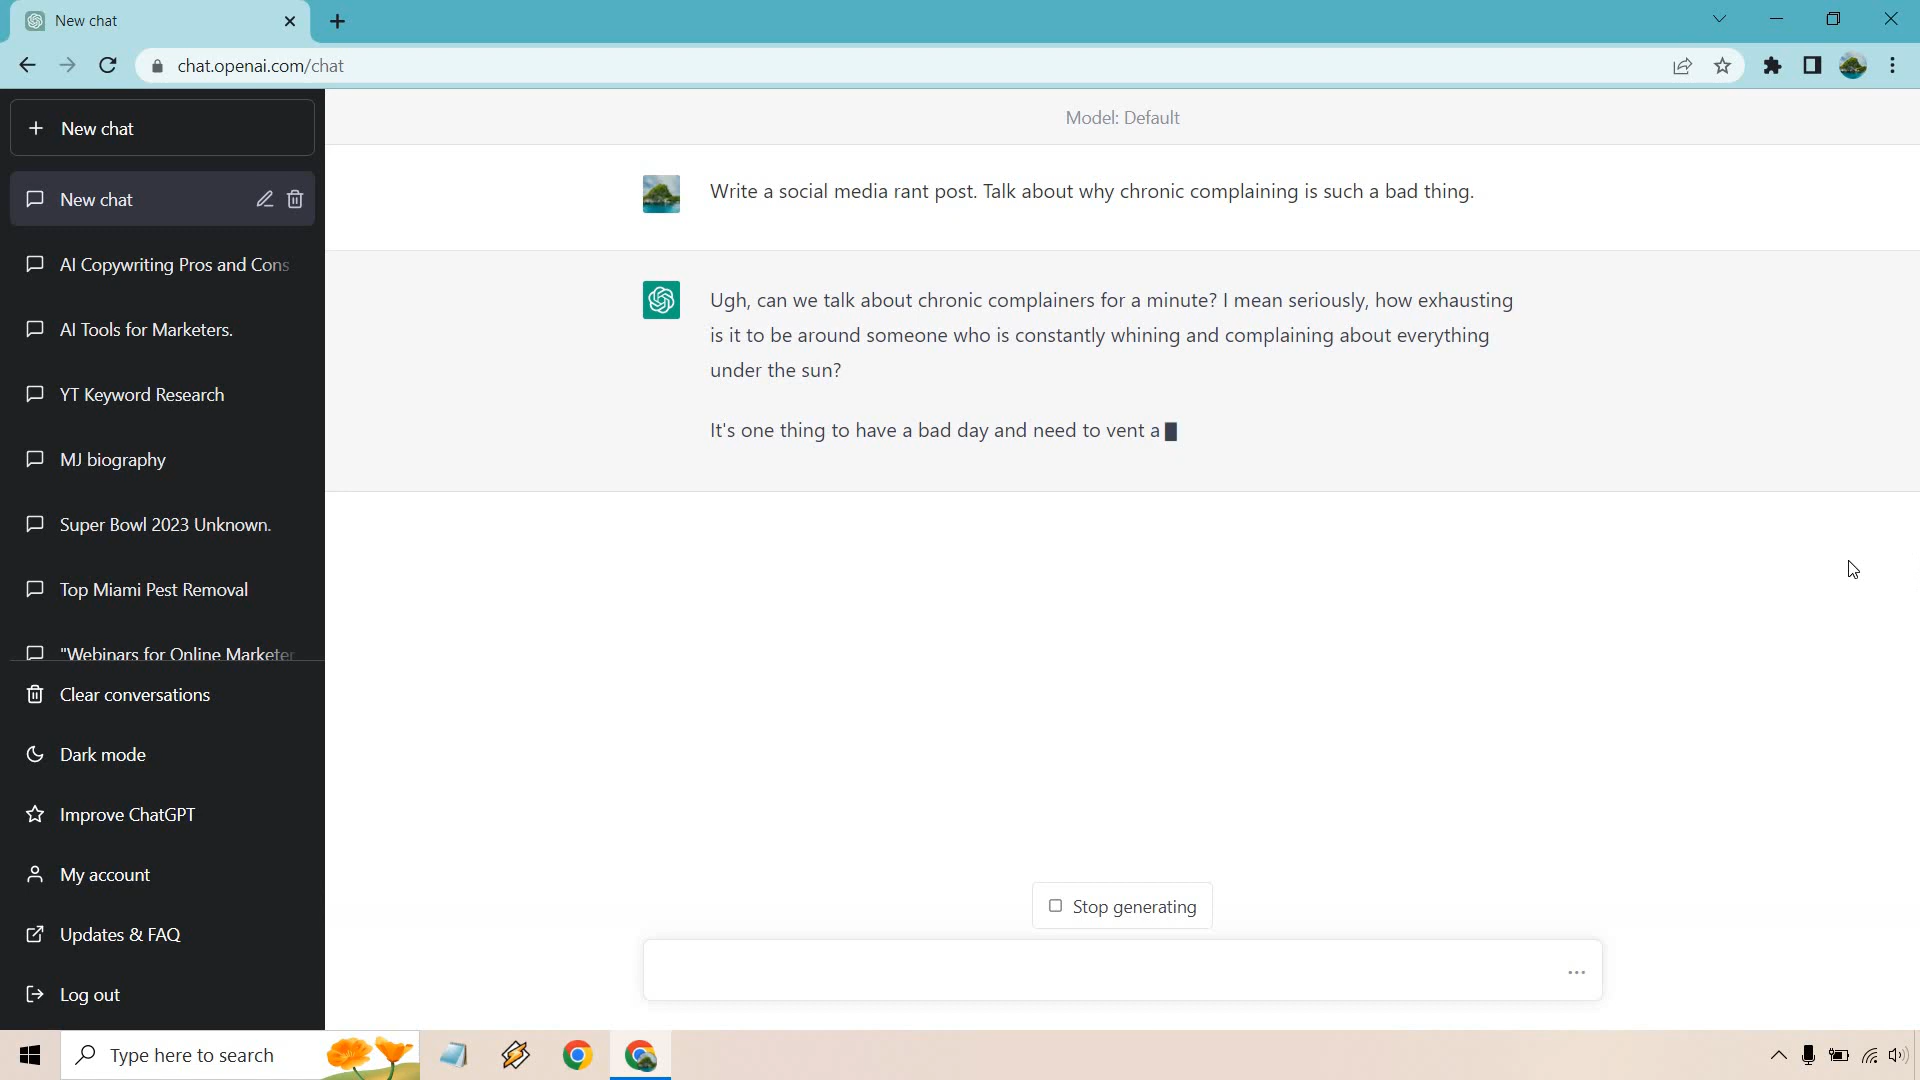 New chat
chat.openai.com/chat
New chat
New chat
AI Copywriting Pros and Cons
AI Tools for Marketers.
YT Keyword Research
MJ biography
Super Bowl 2023 Unknown.
Top Miami Pest Removal
"Webinars for Online Marketer
Clear conversations
Dark mode
Improve ChatGPT
My account
Updates & FAQ
Log out
Model: Default
Write a social media rant post. Talk about why chronic complaining is such a bad thing.
Ugh, can we talk about chronic complainers for a minute? I mean seriously, how exhausting
is it to be around someone who is constantly whining and complaining about everything
under the sun?
It's one thing to have a bad day and need to vent a
Stop generating
Type here to search